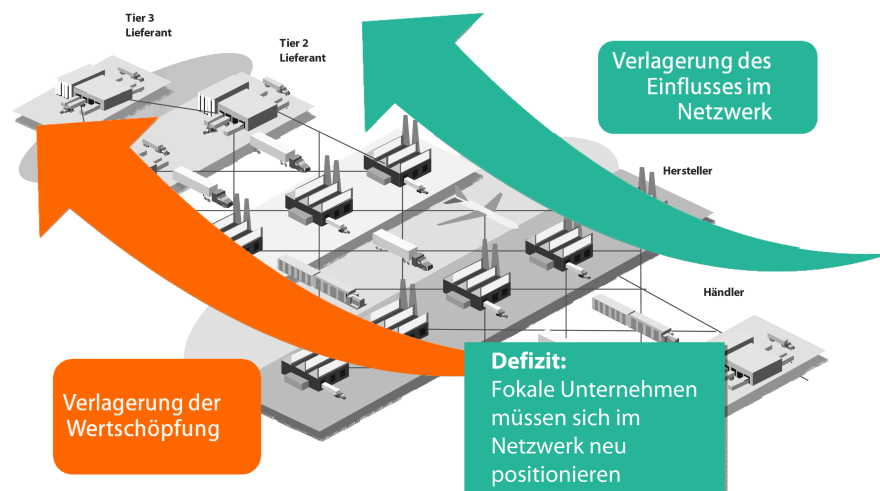 Tier 3
Lieferant
Tier 2
Lieferant
Verlagerung des
Einflusses im
Netzwerk
Hersteller
Händler
Verlagerung der
Wertschöpfung
Defizit:
Fokale Unternehmen
müssen sich im
Netzwerk neu
positionieren